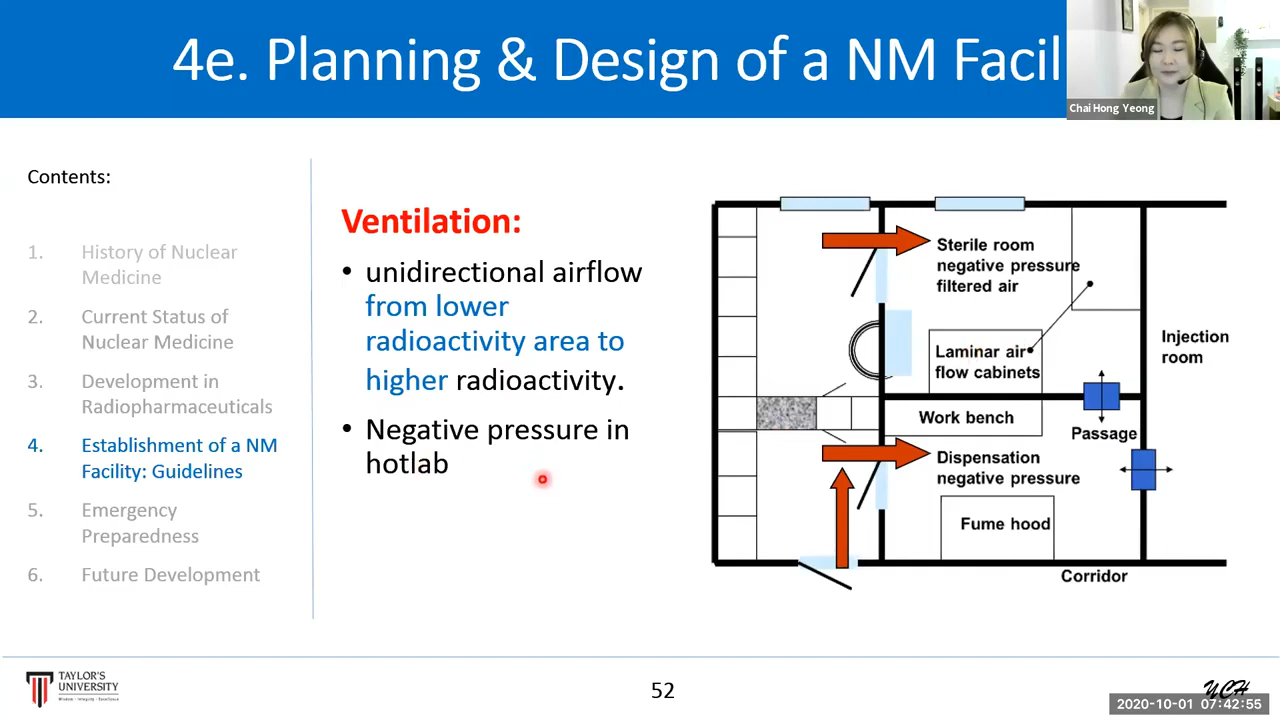 4e. Planning & Design of a NM Facil
Chai Hong Yeong
Contents:
1. History of Nuclear
Medicine
2. Current Status of
Nuclear Medicine
3. Development in
Radiopharmaceuticals
4. Establishment of a NM
Facility: Guidelines
5. Emergency
Preparedness
6. Future Development
Ventilation:
• unidirectional airflow
from lower
radioactivity area to
higher radioactivity.
• Negative pressure in
hotlab
Sterile room
negative pressure
filtered air
Laminar air
flow cabinets
Injection
room
Work bench
Passage
Dispensation
negative pressure
Fume hood
Corridor
TAYLOR'S
UNIVERSITY
Wisdom · Integrity · Excellence
52
YCH
2020-10-01 07:42:55